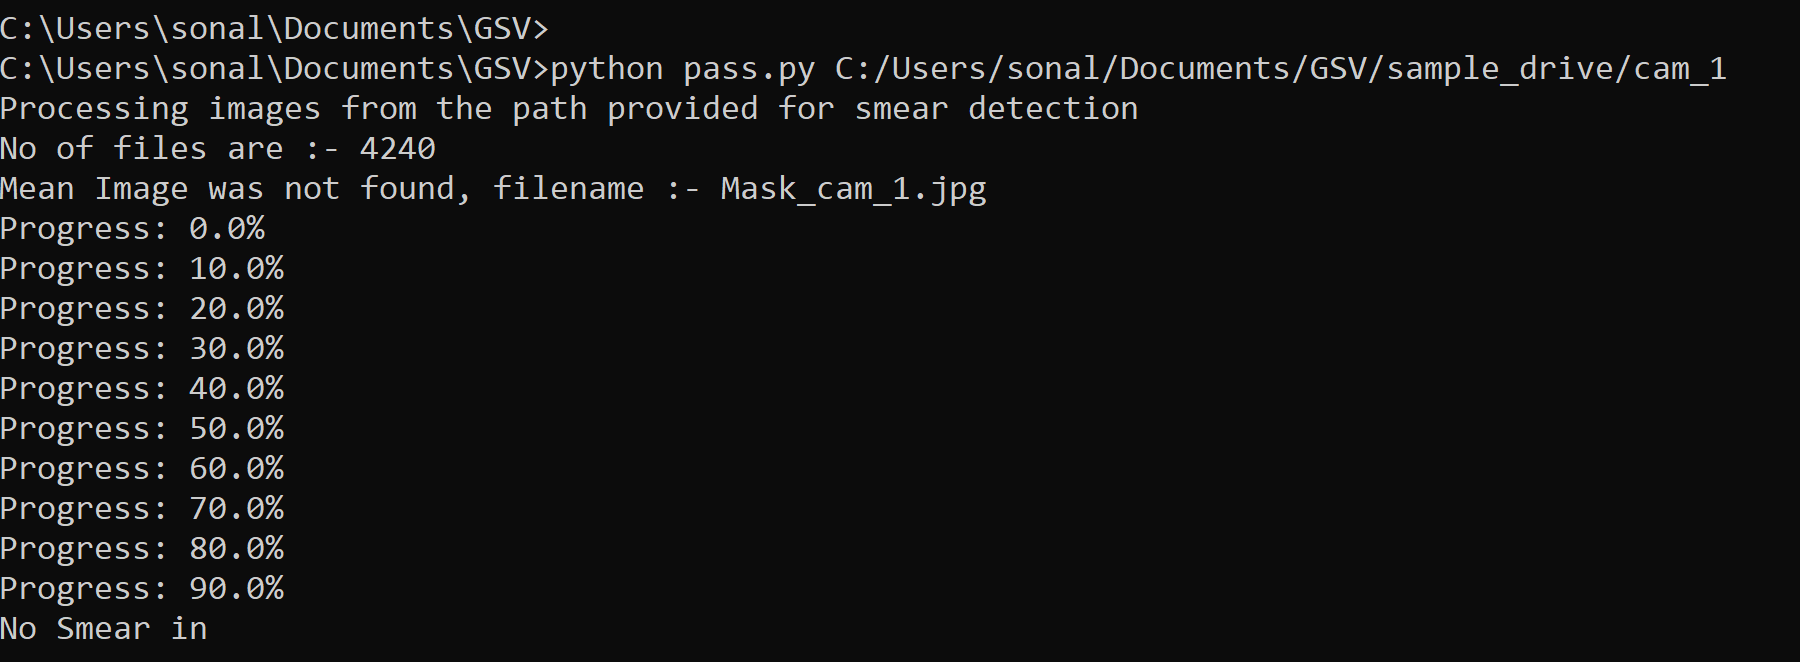 C:\Users\sonal\Documents\GSV>
C:\Users\sonal\Documents\GSV>python pass.py C:/Users/sonal/Documents/GSV/sample_drive/cam_1
Processing images from the path provided for smear detection
No of files are :- 4240
Mean Image was not found, filename :- Mask_cam_1.jpg
Progress: 0.0%
Progress: 10.0%
Progress: 20.0%
Progress: 30.0%
Progress: 40.0%
Progress: 50.0%
Progress: 60.0%
Progress: 70.0%
Progress: 80.0%
Progress: 90.0%
No Smear in